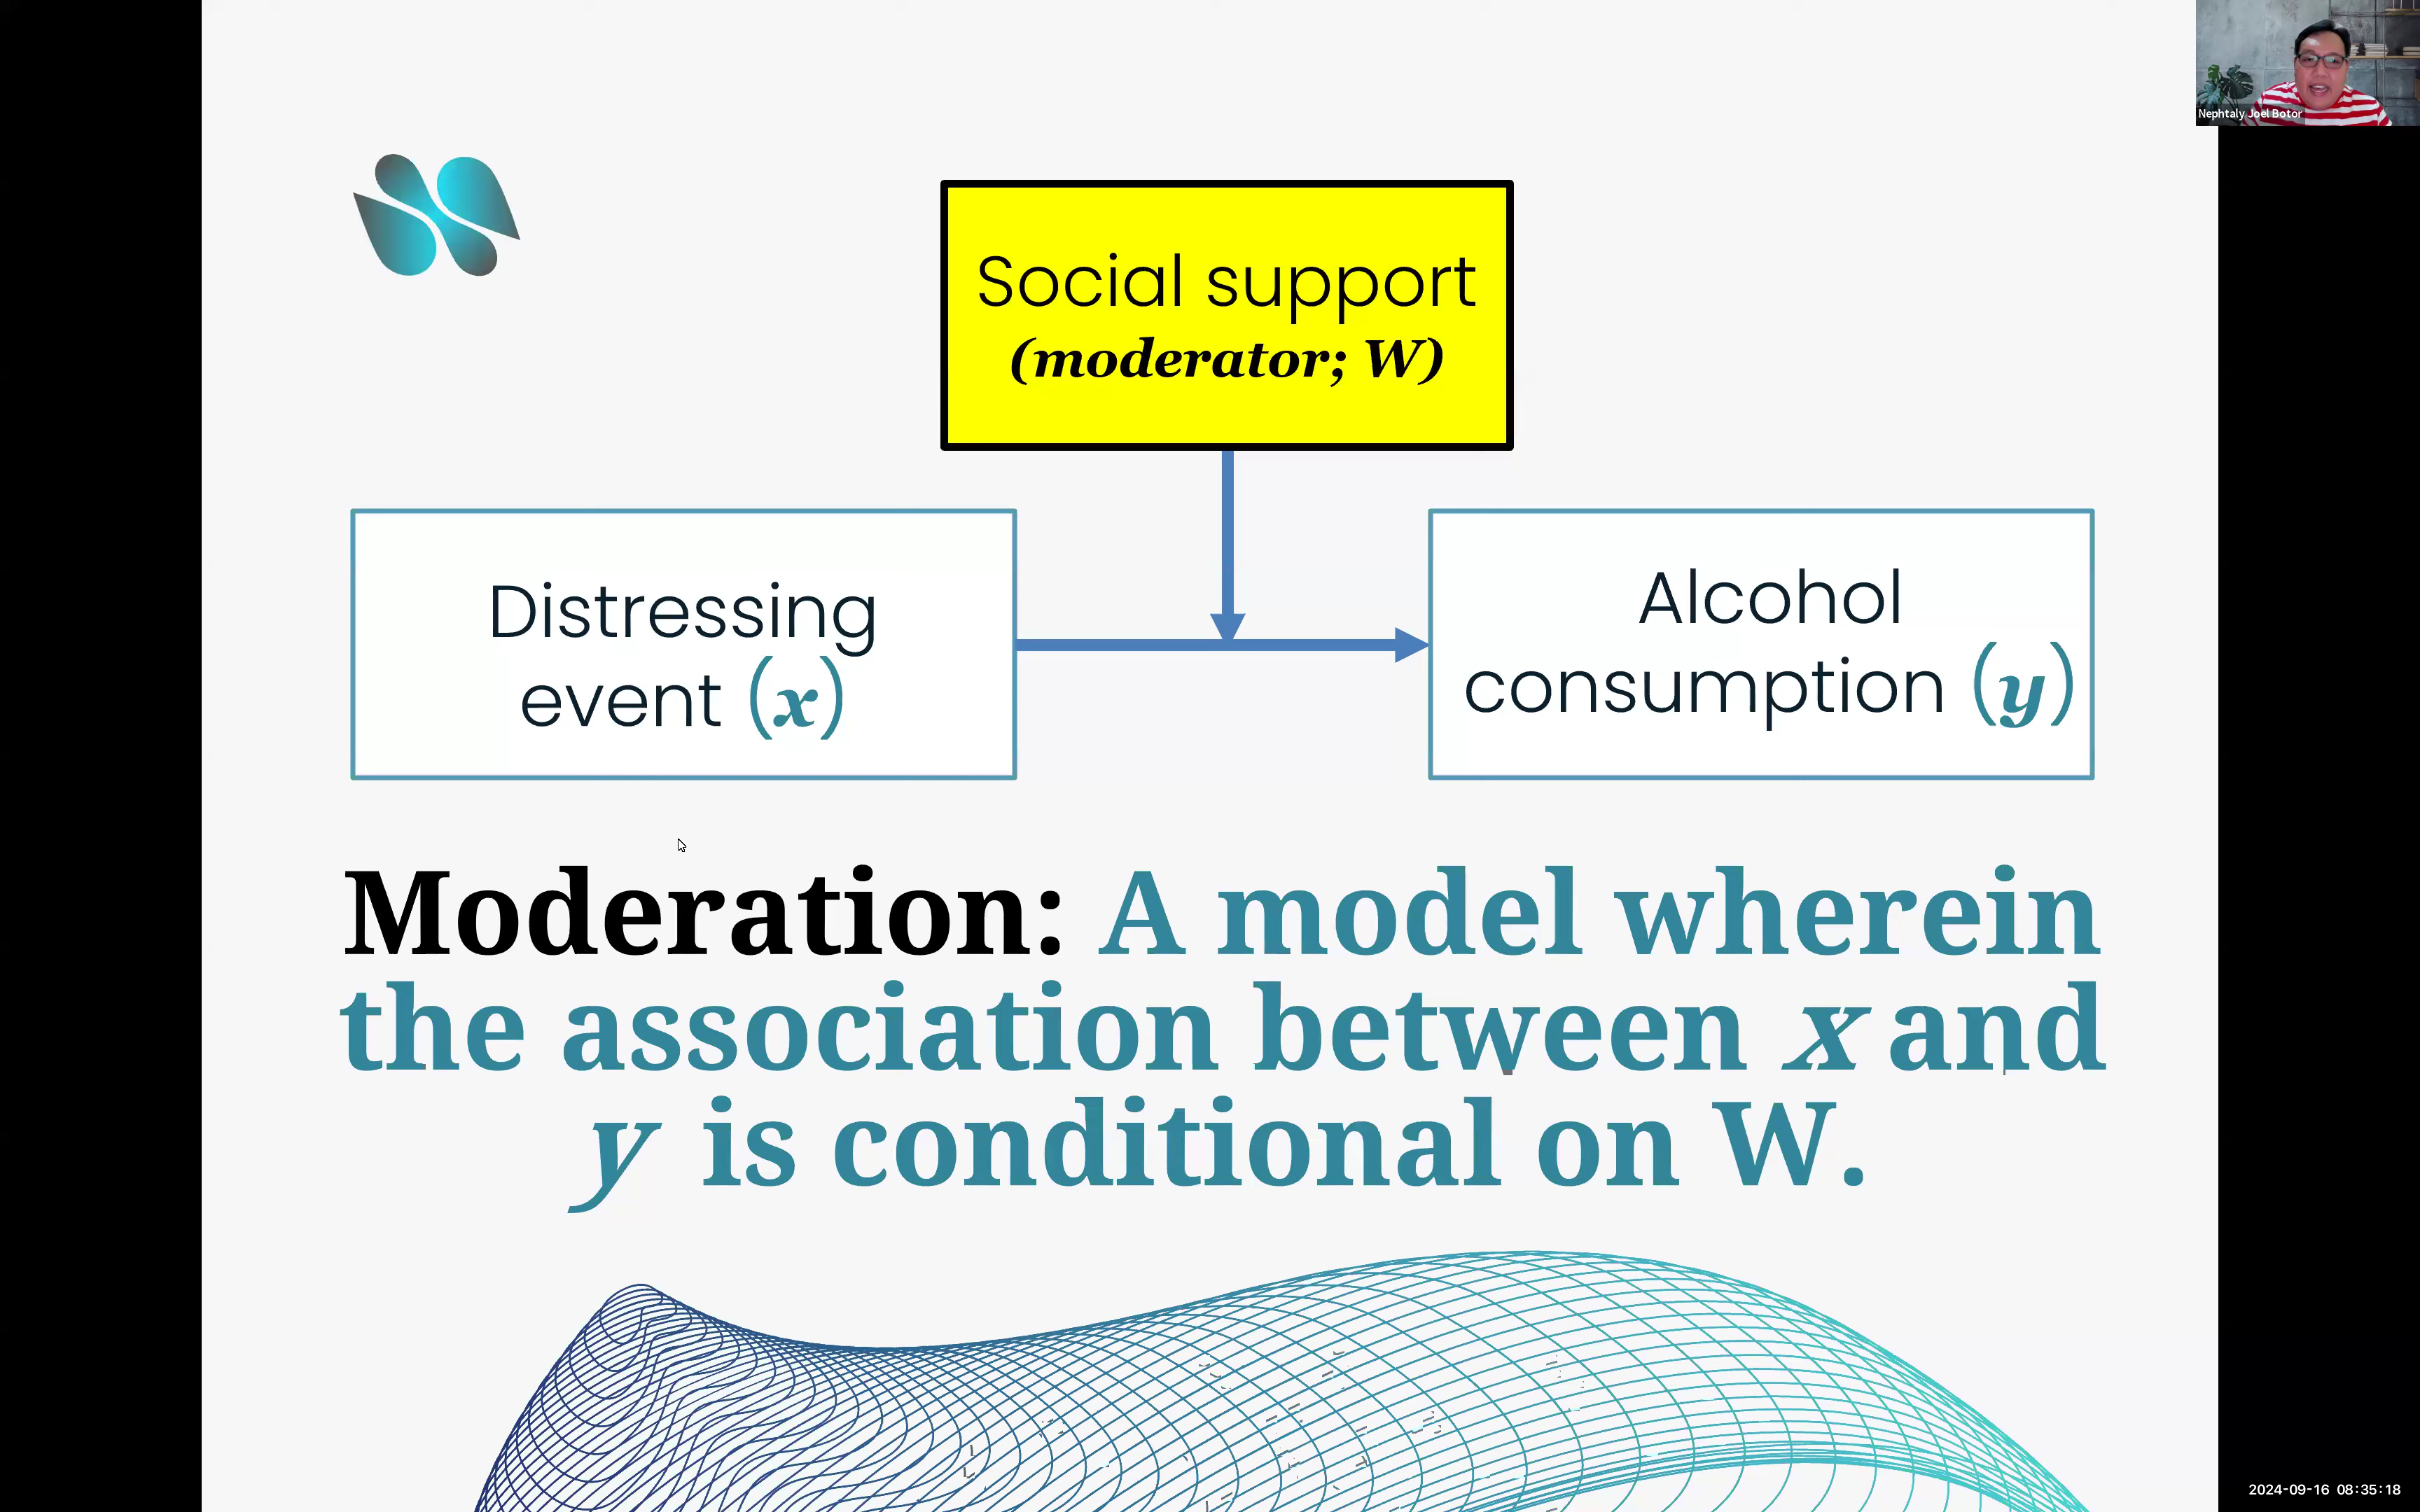 Nephtaly Joel Botor
Social support
(moderator; W)
Distressing
event (x)
Alcohol
consumption (y)
Moderation: A model wherein
the association between x and
y is conditional on W.
2024-09-16 08:35:18